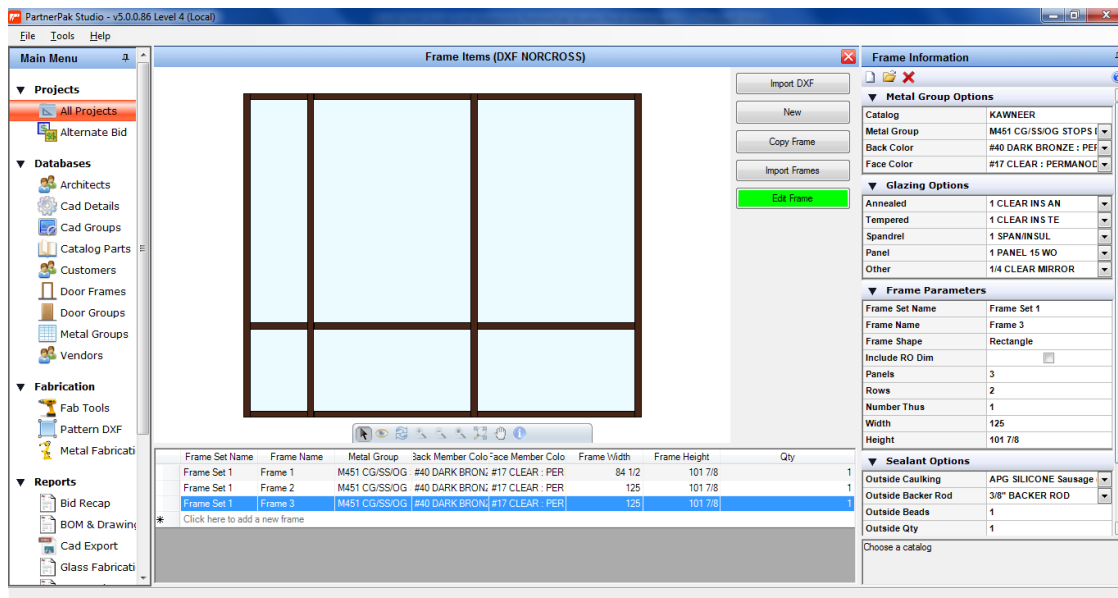 PartnerPak Studio - v5.0.0.86 Level 4 (Local)
File Tools Help
Main Menu
Projects
All Projects
Alternate Bid
Databases
Architects
Cad Details
Cad Groups
Catalog Parts
Customers
Door Frames
Door Groups
Metal Groups
Vendors
Fabrication
Fab Tools
Pattern DXF
Metal Fabricati
Reports
Bid Recap
BOM & Drawing
Cad Export
Glass Fabricati
Frame Items (DXF NORCROSS)
Import DXF
New
Copy Frame
Import Frames
Edit Frame
Frame Set Name Frame Name Metal Group Back Member Colo Face Member Colo Frame Width Frame Height Qty
Frame Set 1 Frame 1 M451 CG/SS/OG #40 DARK BRONZ #17 CLEAR : PER 84 1/2 101 7/8 1
Frame Set 1 Frame 2 M451 CG/SS/OG #40 DARK BRONZ #17 CLEAR : PER 125 101 7/8 1
Frame Set 1 Frame 3 M451 CG/SS/OG #40 DARK BRONZ #17 CLEAR : PER 125 101 7/8 1
Click here to add a new frame
Frame Information
Metal Group Options
Catalog KAWNEER
Metal Group M451 CG/SS/OG STOPS
Back Color #40 DARK BRONZE : PEF
Face Color #17 CLEAR : PERMANOD
Glazing Options
Annealed 1 CLEAR INS AN
Tempered 1 CLEAR INS TE
Spandrel 1 SPAN/INSUL
Panel 1 PANEL 15 WO
Other 1/4 CLEAR MIRROR
Frame Parameters
Frame Set Name Frame Set 1
Frame Name Frame 3
Frame Shape Rectangle
Include RO Dim
Panels 3
Rows 2
Number Thus 1
Width 125
Height 101 7/8
Sealant Options
Outside Caulking APG SILICONE Sausage
Outside Backer Rod 3/8" BACKER ROD
Outside Beads 1
Outside Qty 1
Choose a catalog